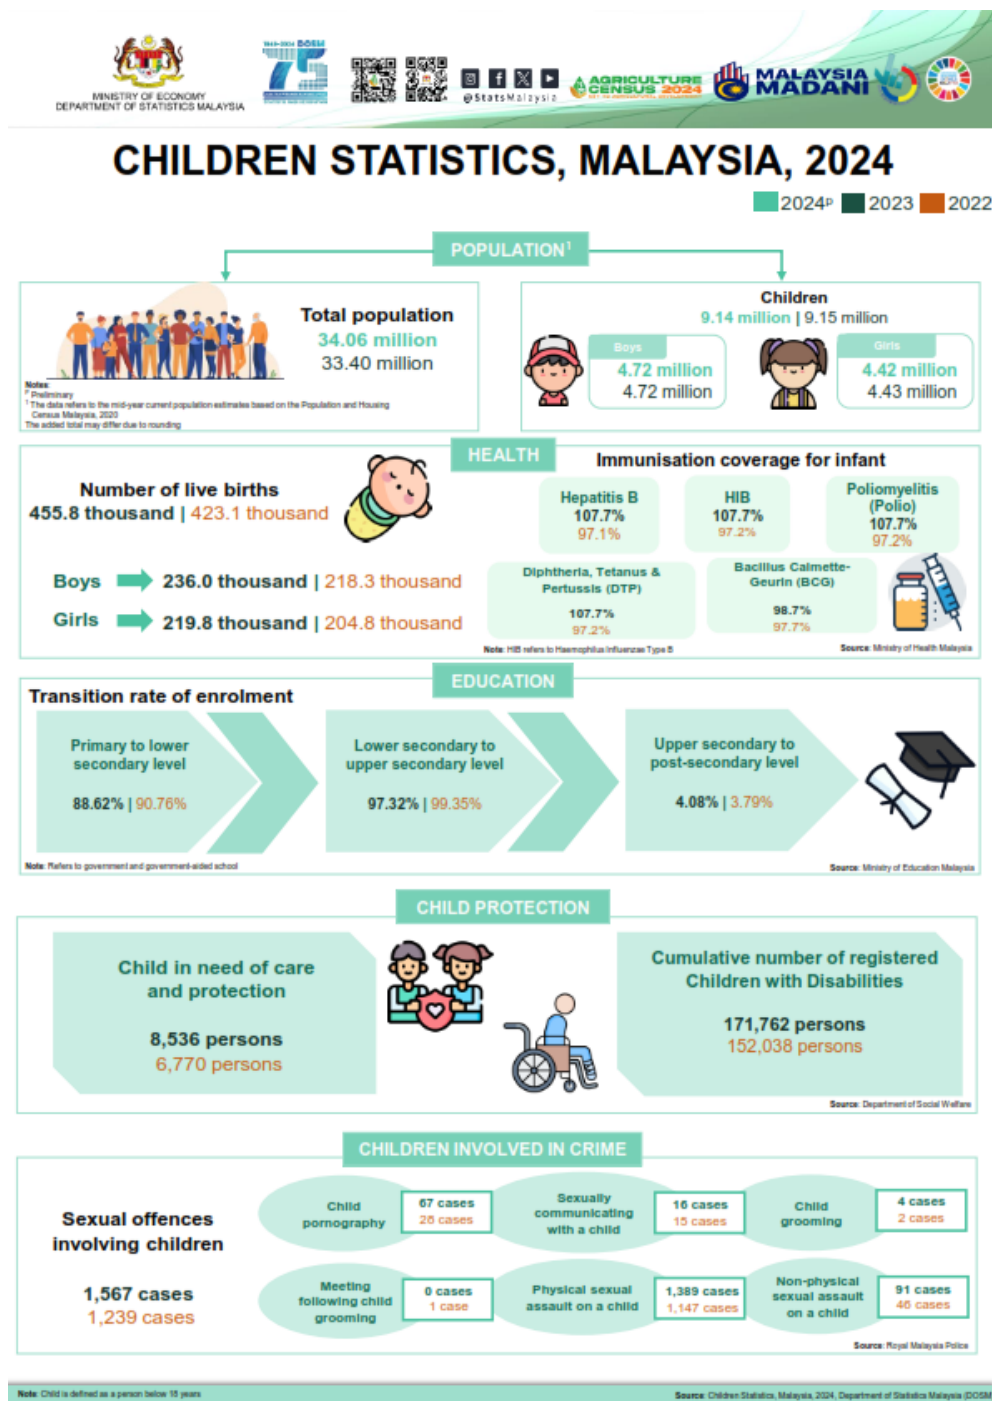 MINISTRY OF ECONOMY
DEPARTMENT OF STATISTICS MALAYSIA
DOSM
75
@StatsMalaysia
AGRICULTURE
CENSUS 2024
MALAYSIA
MADANI
CHILDREN STATISTICS, MALAYSIA, 2024
2024ᵖ 2023 2022
POPULATION¹
Total population
34.06 million
33.40 million
Notes:
ᵖ Preliminary
¹ The data refers to the mid-year current population estimates based on the Population and Housing
Census Malaysia, 2020
The added total may differ due to rounding
Children
9.14 million | 9.15 million
Boys
4.72 million
4.72 million
Girls
4.42 million
4.43 million
HEALTH
Number of live births
455.8 thousand | 423.1 thousand
Boys 236.0 thousand | 218.3 thousand
Girls 219.8 thousand | 204.8 thousand
Immunisation coverage for infant
Hepatitis B
107.7%
97.1%
HIB
107.7%
97.2%
Poliomyelitis
(Polio)
107.7%
97.2%
Diphtheria, Tetanus &
Pertussis (DTP)
107.7%
97.2%
Bacillus Calmette-
Geurin (BCG)
98.7%
97.7%
Note: HIB refers to Haemophilus Influenzae Type B
Source: Ministry of Health Malaysia
EDUCATION
Transition rate of enrolment
Primary to lower
secondary level
88.62% | 90.76%
Lower secondary to
upper secondary level
97.32% | 99.35%
Upper secondary to
post-secondary level
4.08% | 3.79%
Note: Refers to government and government-aided school
Source: Ministry of Education Malaysia
CHILD PROTECTION
Child in need of care
and protection
8,536 persons
6,770 persons
Cumulative number of registered
Children with Disabilities
171,762 persons
152,038 persons
Source: Department of Social Welfare
CHILDREN INVOLVED IN CRIME
Sexual offences
involving children
1,567 cases
1,239 cases
Child
pornography
67 cases
28 cases
Sexually
communicating
with a child
16 cases
15 cases
Child
grooming
4 cases
2 cases
Meeting
following child
grooming
0 cases
1 case
Physical sexual
assault on a child
1,389 cases
1,147 cases
Non-physical
sexual assault
on a child
91 cases
46 cases
Source: Royal Malaysia Police
Note: Child is defined as a person below 18 years
Source: Children Statistics, Malaysia, 2024, Department of Statistics Malaysia (DOSM